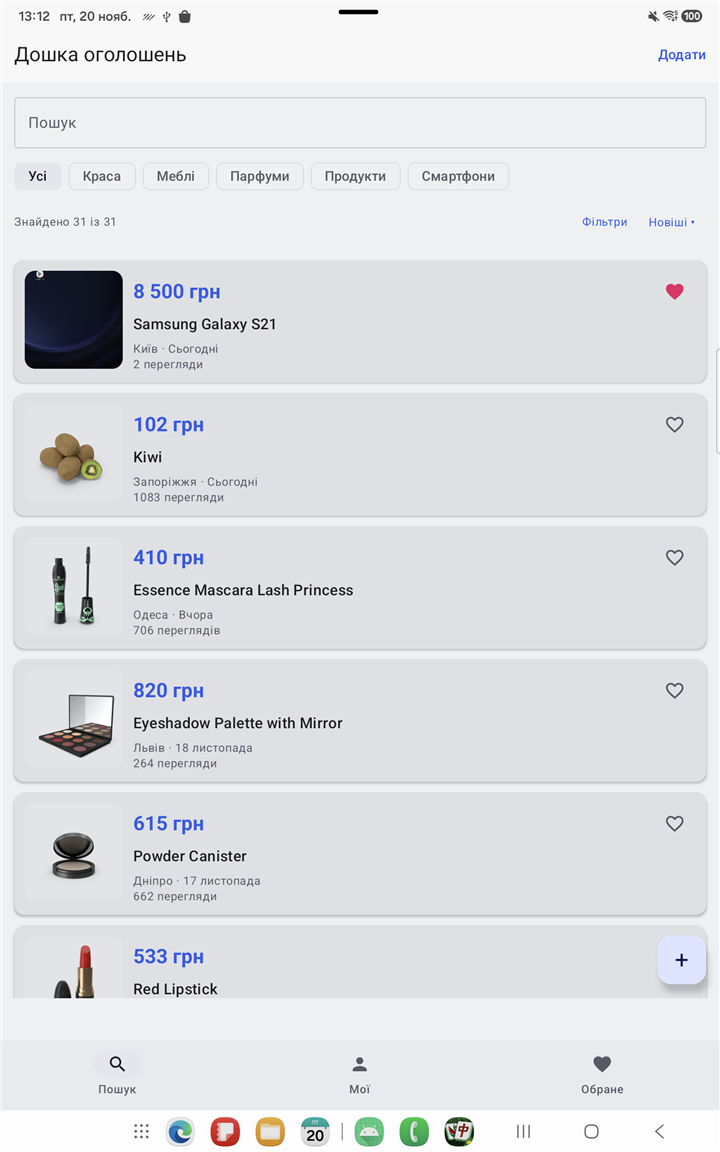 13:12 пт, 20 нояб. 100
Дошка оголошень Додати
Пошук
Усі Краса Меблі Парфуми Продукти Смартфони
Знайдено 31 із 31 Фільтри Новіші
8 500 грн
Samsung Galaxy S21
Київ · Сьогодні
2 перегляди
102 грн
Kiwi
Запоріжжя · Сьогодні
1083 перегляди
410 грн
Essence Mascara Lash Princess
Одеса · Вчора
706 переглядів
820 грн
Eyeshadow Palette with Mirror
Львів · 18 листопада
264 перегляди
615 грн
Powder Canister
Дніпро · 17 листопада
662 перегляди
533 грн
Red Lipstick
+
Пошук Мої Обране
ПТ
20
中